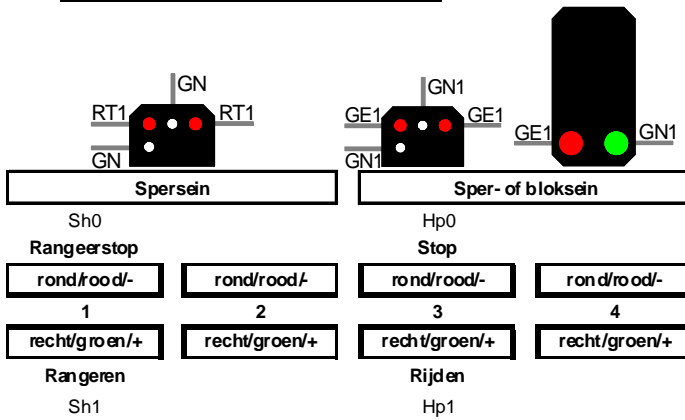 GN
GN1
RT1 RT1 GE1 GE1
GE1 GN1
GN GN1
Spersein Sper- of bloksein
Sh0 Hp0
Rangeerstop Stop
rond/rood/- rond/rood/- rond/rood/- rond/rood/-
1 2 3 4
recht/groen/+ recht/groen/+ recht/groen/+ recht/groen/+
Rangeren Rijden
Sh1 Hp1